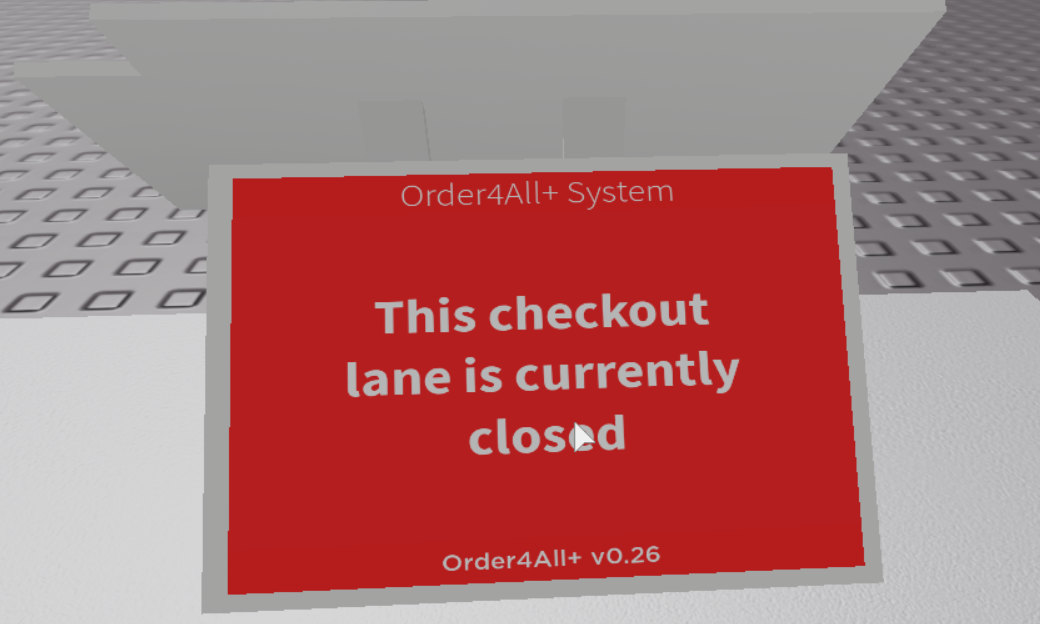 Order4All+ System
This checkout
lane is currently
closed
Order4All+ v0.26